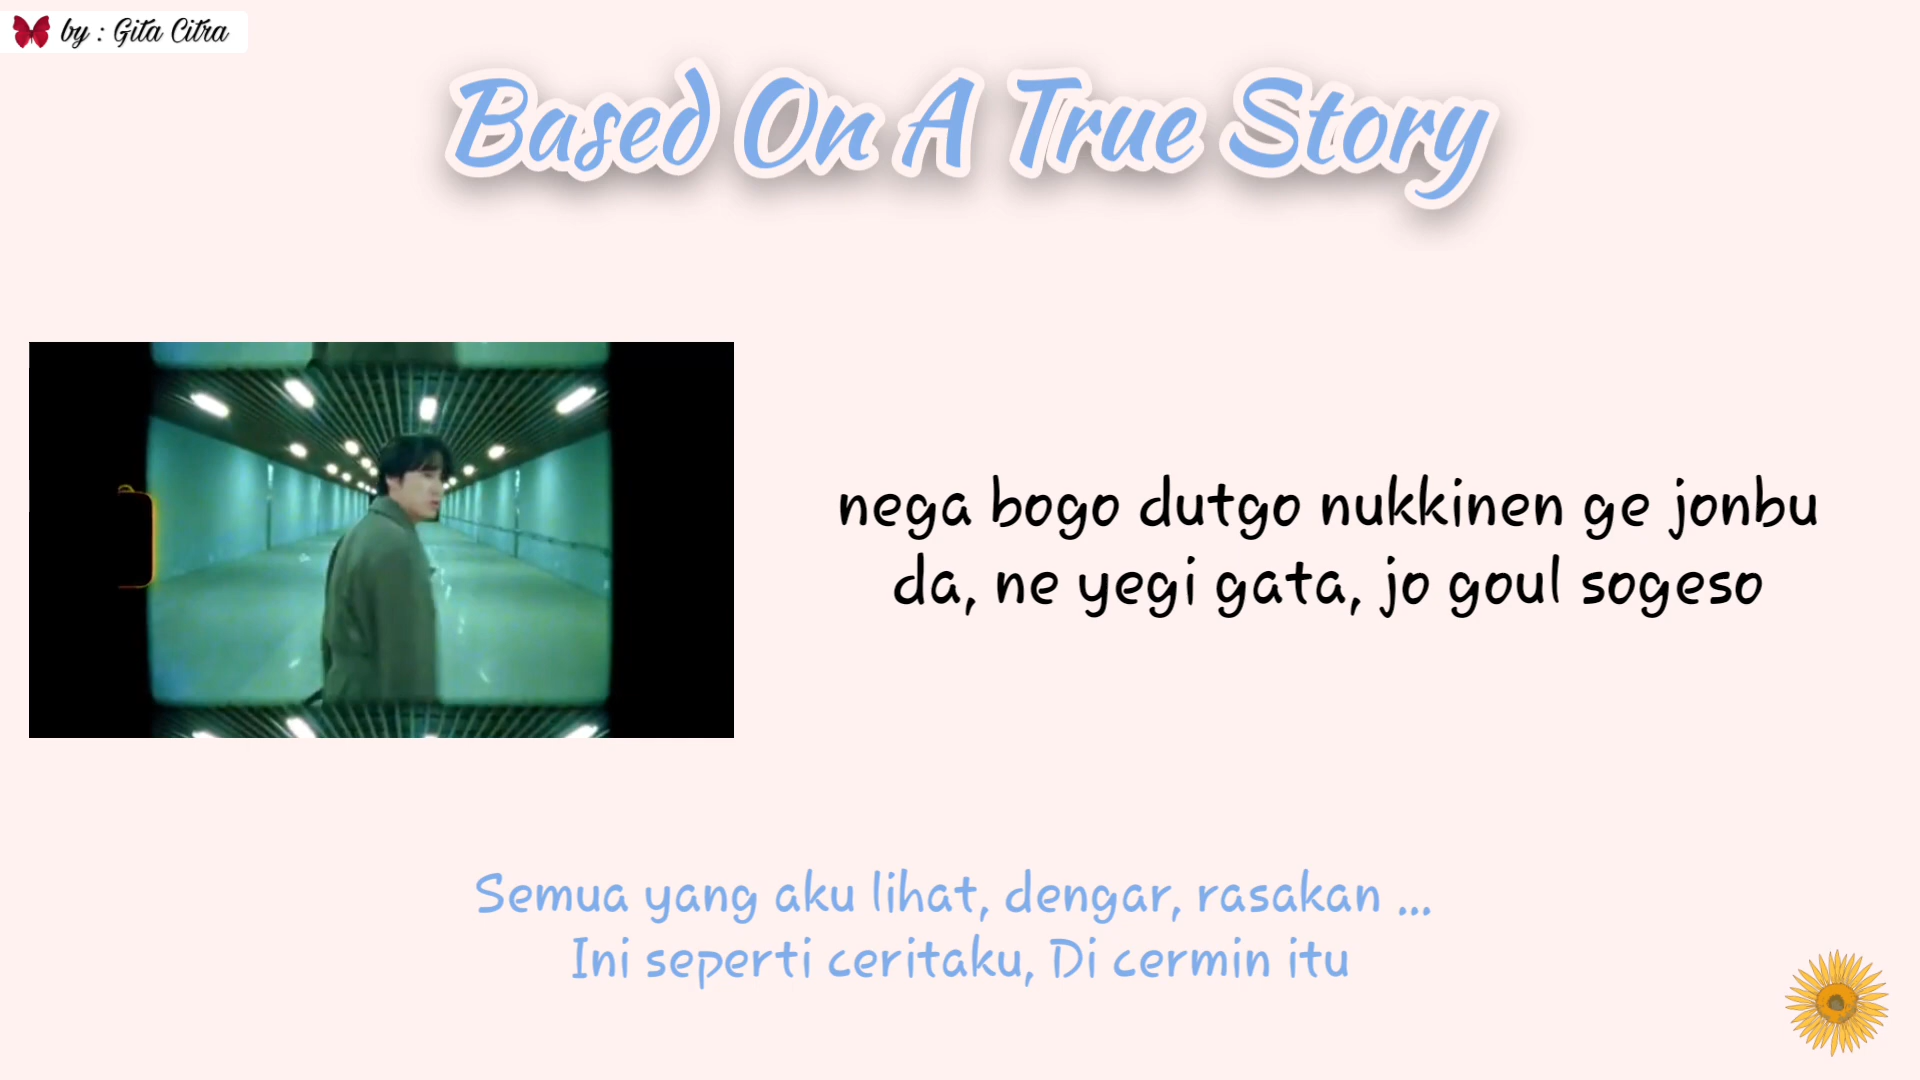 by : Gita Citra
Based On A True Story
nega bogo dutgo nukkinen ge jonbu
da, ne yegi gata, jo goul sogeso
Semua yang aku lihat, dengar, rasakan ...
Ini seperti ceritaku, Di cermin itu